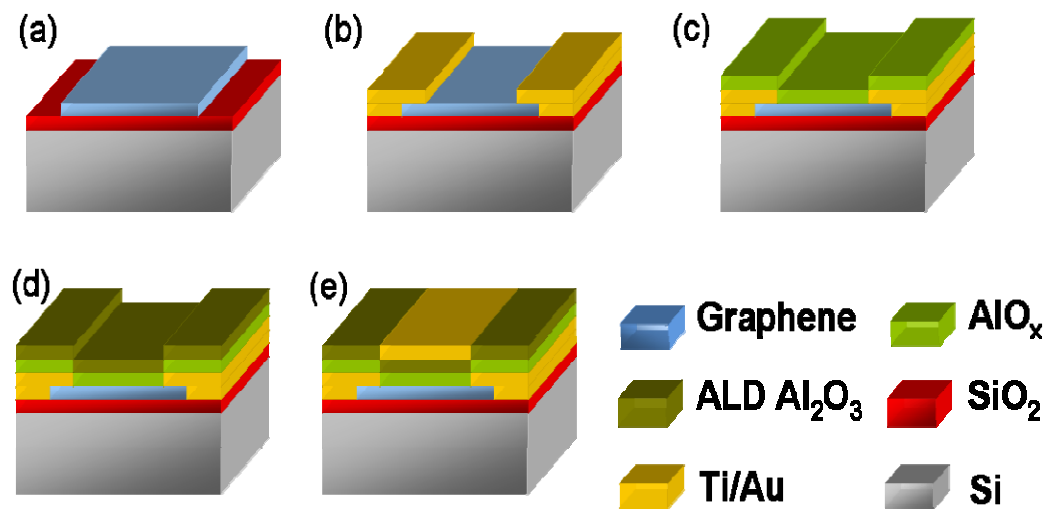 (a)
(b)
(c)
(d)
(e)
Graphene
AlOₓ
ALD Al₂O₃
SiO₂
Ti/Au
Si